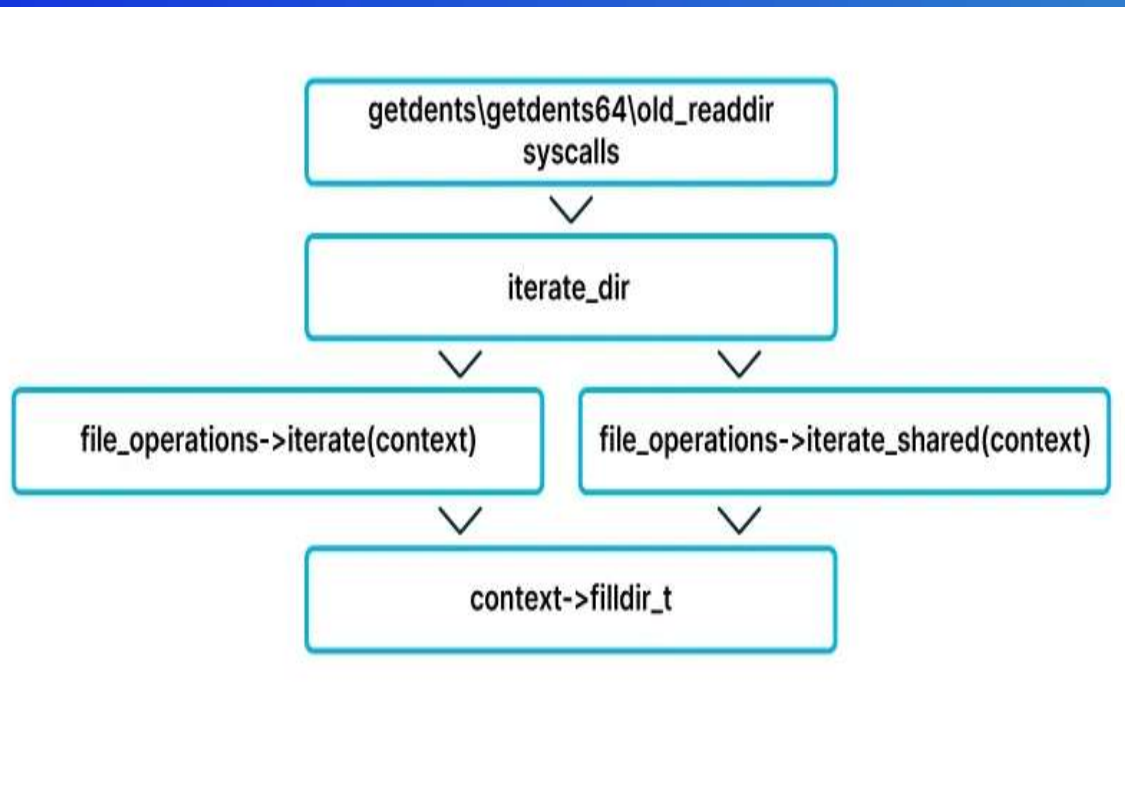 getdents\getdents64\old_readdir
syscalls
iterate_dir
file_operations->iterate(context)
file_operations->iterate_shared(context)
context->filldir_t